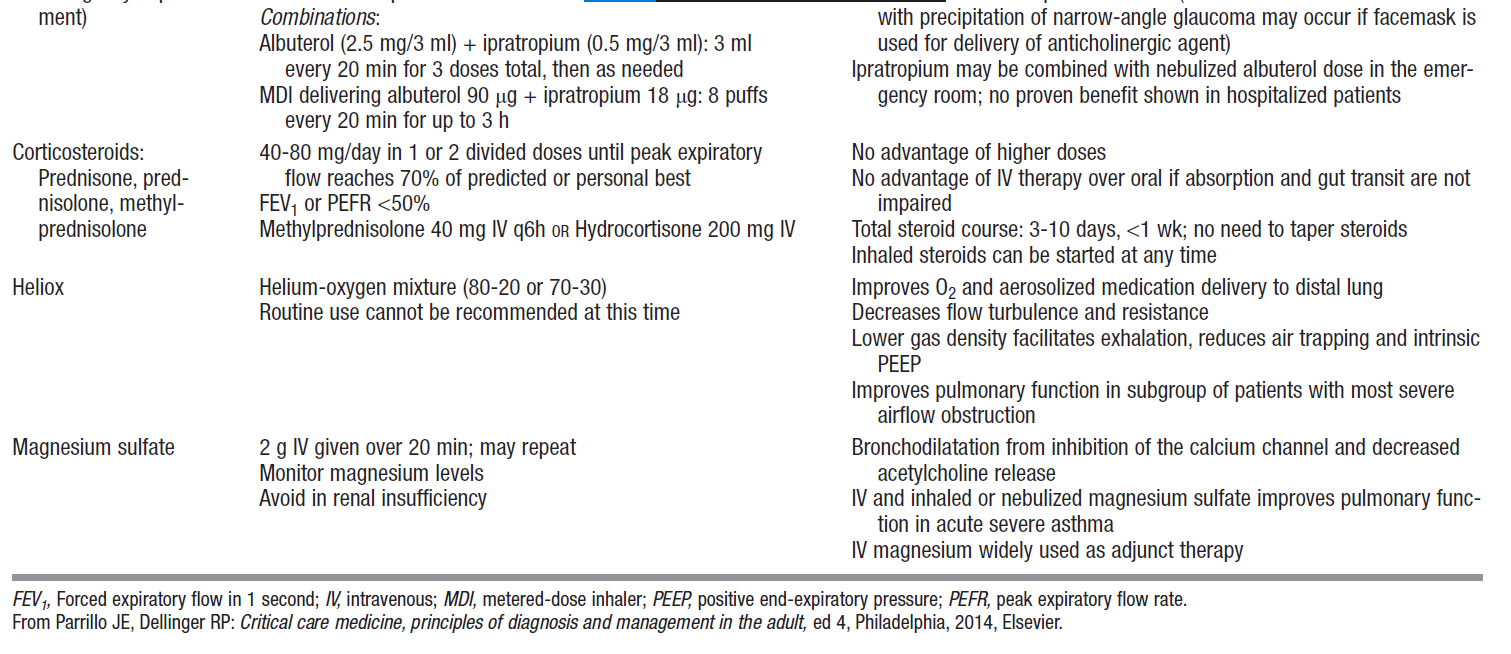 ment)
Combinations:
with precipitation of narrow-angle glaucoma may occur if facemask is
Albuterol (2.5 mg/3 ml) + ipratropium (0.5 mg/3 ml): 3 ml
used for delivery of anticholinergic agent)
every 20 min for 3 doses total, then as needed
Ipratropium may be combined with nebulized albuterol dose in the emer-
MDI delivering albuterol 90 μg + ipratropium 18 μg: 8 puffs
gency room; no proven benefit shown in hospitalized patients
every 20 min for up to 3 h
Corticosteroids:
Prednisone, pred-
nisolone, methyl-
prednisolone
40-80 mg/day in 1 or 2 divided doses until peak expiratory
flow reaches 70% of predicted or personal best
FEV1 or PEFR <50%
Methylprednisolone 40 mg IV q6h OR Hydrocortisone 200 mg IV
No advantage of higher doses
No advantage of IV therapy over oral if absorption and gut transit are not
impaired
Total steroid course: 3-10 days, <1 wk; no need to taper steroids
Inhaled steroids can be started at any time
Heliox
Helium-oxygen mixture (80-20 or 70-30)
Routine use cannot be recommended at this time
Improves O2 and aerosolized medication delivery to distal lung
Decreases flow turbulence and resistance
Lower gas density facilitates exhalation, reduces air trapping and intrinsic
PEEP
Improves pulmonary function in subgroup of patients with most severe
airflow obstruction
Magnesium sulfate
2 g IV given over 20 min; may repeat
Monitor magnesium levels
Avoid in renal insufficiency
Bronchodilatation from inhibition of the calcium channel and decreased
acetylcholine release
IV and inhaled or nebulized magnesium sulfate improves pulmonary func-
tion in acute severe asthma
IV magnesium widely used as adjunct therapy
FEV1, Forced expiratory flow in 1 second; IV, intravenous; MDI, metered-dose inhaler; PEEP, positive end-expiratory pressure; PEFR, peak expiratory flow rate.
From Parrillo JE, Dellinger RP: Critical care medicine, principles of diagnosis and management in the adult, ed 4, Philadelphia, 2014, Elsevier.